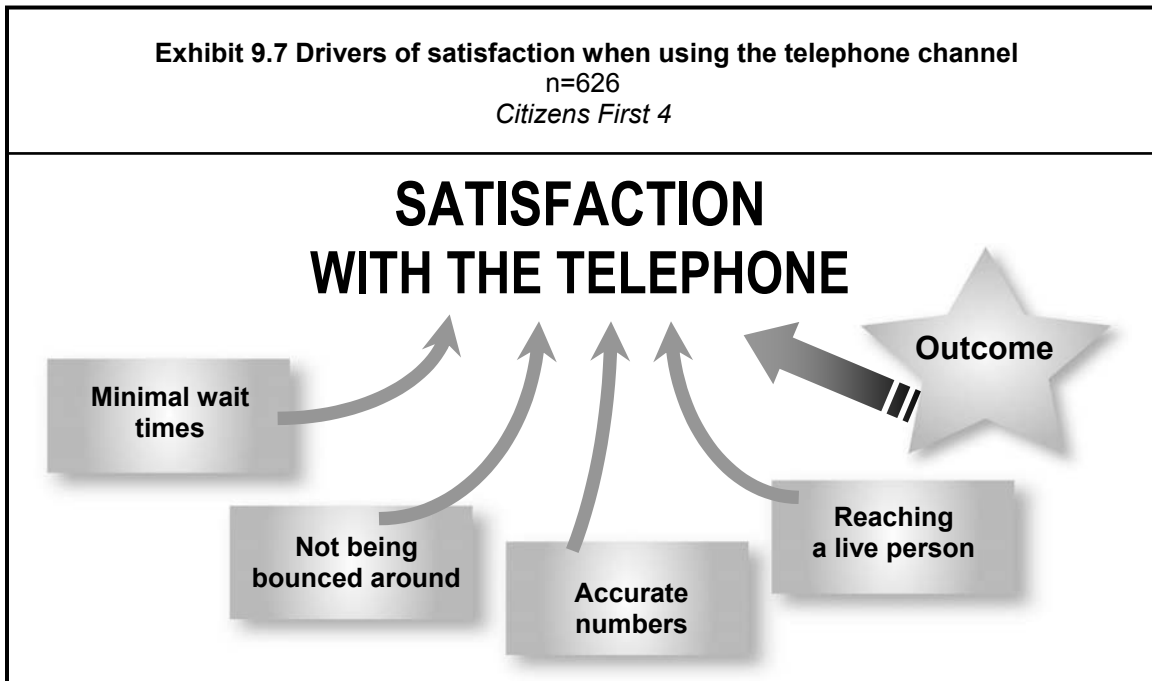 Exhibit 9.7 Drivers of satisfaction when using the telephone channel
n=626
Citizens First 4
SATISFACTION
WITH THE TELEPHONE
Outcome
Minimal wait
times
Not being
bounced around
Accurate
numbers
Reaching
a live person